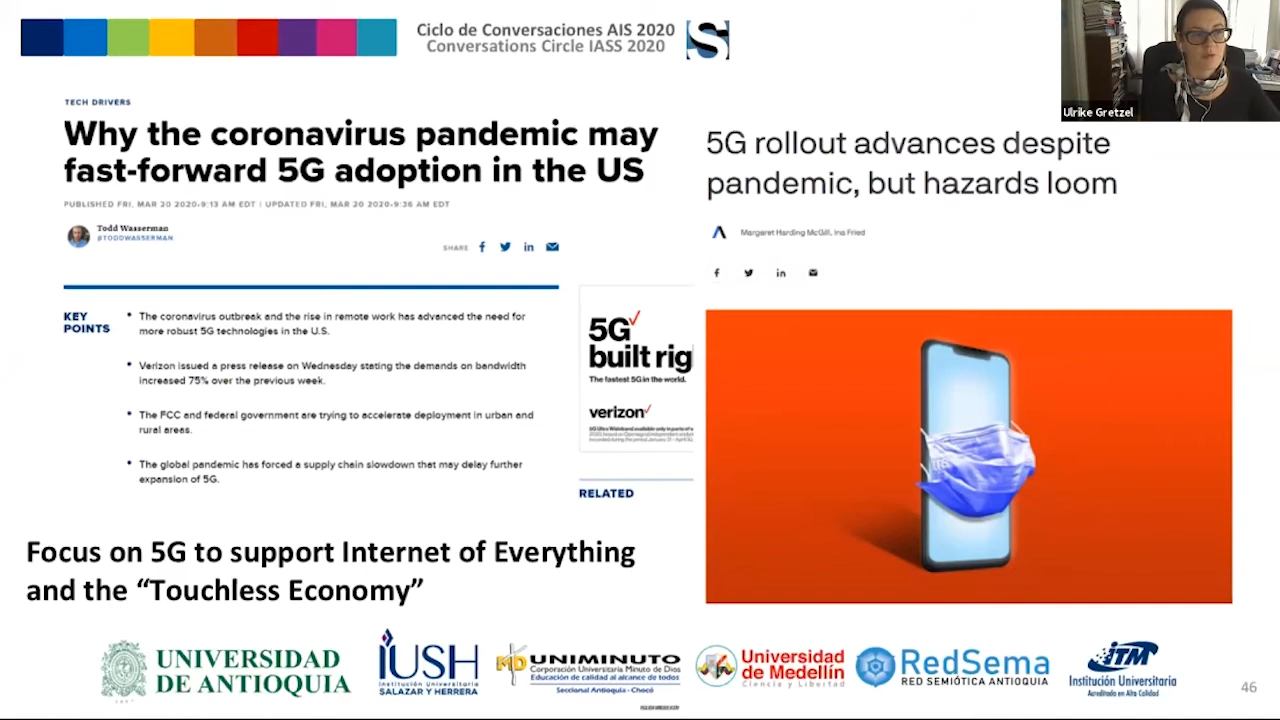 Ciclo de Conversaciones AIS 2020
Conversations Circle IASS 2020
S
Ulrike Gretzel
TECH DRIVERS
Why the coronavirus pandemic may
fast-forward 5G adoption in the US
PUBLISHED FRI, MAR 20 2020•9:13 AM EDT | UPDATED FRI, MAR 20 2020•9:36 AM EDT
Todd Wasserman
@TODDWASSERMAN
SHARE
KEY
POINTS
• The coronavirus outbreak and the rise in remote work has advanced the need for
more robust 5G technologies in the U.S.
• Verizon issued a press release on Wednesday stating the demands on bandwidth
increased 75% over the previous week.
• The FCC and federal government are trying to accelerate deployment in urban and
rural areas.
• The global pandemic has forced a supply chain slowdown that may delay further
expansion of 5G.
5G
built rig
The fastest 5G in the world.
verizon
RELATED
5G rollout advances despite
pandemic, but hazards loom
Margaret Harding McGill, Ina Fried
Focus on 5G to support Internet of Everything
and the “Touchless Economy”
UNIVERSIDAD
DE ANTIOQUIA
IUSH
Institución Universitaria
SALAZAR Y HERRERA
MD UNIMINUTO
Corporación Universitaria Minuto de Dios
Educación de calidad al alcance de todos
Seccional Antioquia - Chocó
Universidad
de Medellín
Ciencia y Libertad
RedSema
RED SEMIÓTICA ANTIOQUIA
iTM
Institución Universitaria
Acreditada en Alta Calidad
46